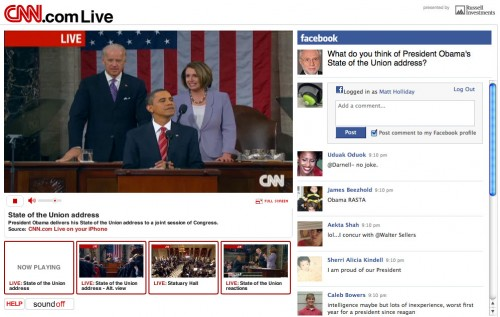 CNN.com Live
presented by Russell Investments
LIVE
CNN
FULL SCREEN
State of the Union address
President Obama delivers his State of the Union address to a joint session of Congress.
Source: CNN.com Live on your iPhone
NOW PLAYING
LIVE: State of the Union address
LIVE: State of the Union address - Alt. view
LIVE: Statuary Hall
LIVE: State of the Union reactions
HELP
soundoff
facebook
What do you think of President Obama's
State of the Union address?
Logged in as Matt Holliday
Log Out
Add a comment...
Post
Post comment to my Facebook profile
Uduak Oduok 9:10 pm
@Darnell- no joke.
James Beezhold 9:10 pm
Obama RASTA
Aekta Shah 9:10 pm
lol...I concur with @Walter Sellers
Sherri Alicia Kindell 9:10 pm
I am proud of our President
Caleb Bowers 9:10 pm
Intelligence maybe but lots of inexperience, worst first
year for a president since reagan